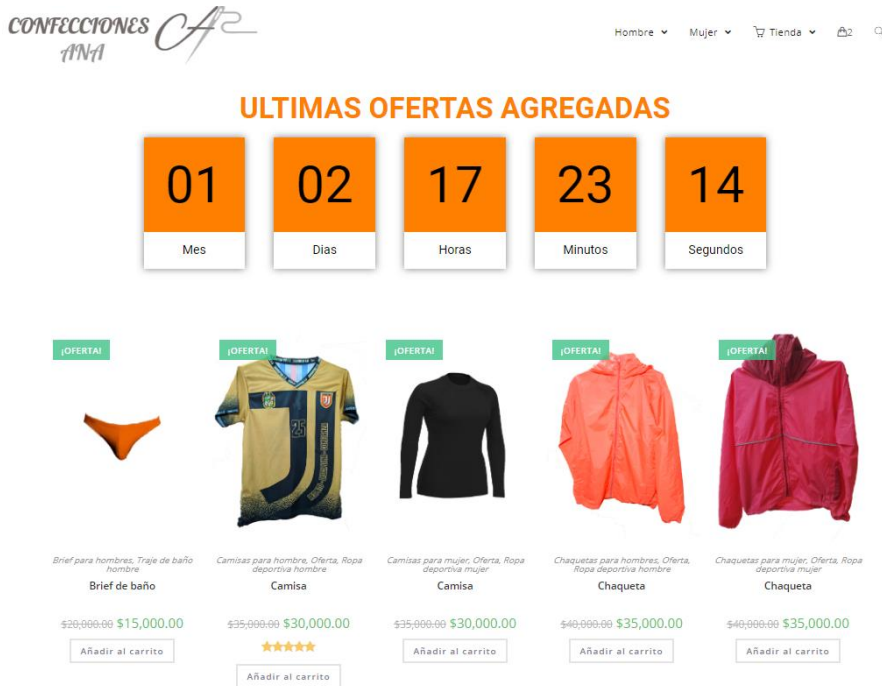 CONFECCIONES
ANA
Hombre Mujer Tienda 2
ULTIMAS OFERTAS AGREGADAS
01 02 17 23 14
Mes Dias Horas Minutos Segundos
¡OFERTA! ¡OFERTA! ¡OFERTA! ¡OFERTA! ¡OFERTA!
25
Brief para hombres, Traje de baño
hombre
Brief de baño
$20,000.00 $15,000.00
Añadir al carrito
Camisas para hombre, Oferta, Ropa
deportiva hombre
Camisa
$35,000.00 $30,000.00
Añadir al carrito
Camisas para mujer, Oferta, Ropa
deportiva mujer
Camisa
$35,000.00 $30,000.00
Añadir al carrito
Chaquetas para hombres, Oferta,
Ropa deportiva hombre
Chaqueta
$40,000.00 $35,000.00
Añadir al carrito
Chaquetas para mujer, Oferta, Ropa
deportiva mujer
Chaqueta
$40,000.00 $35,000.00
Añadir al carrito